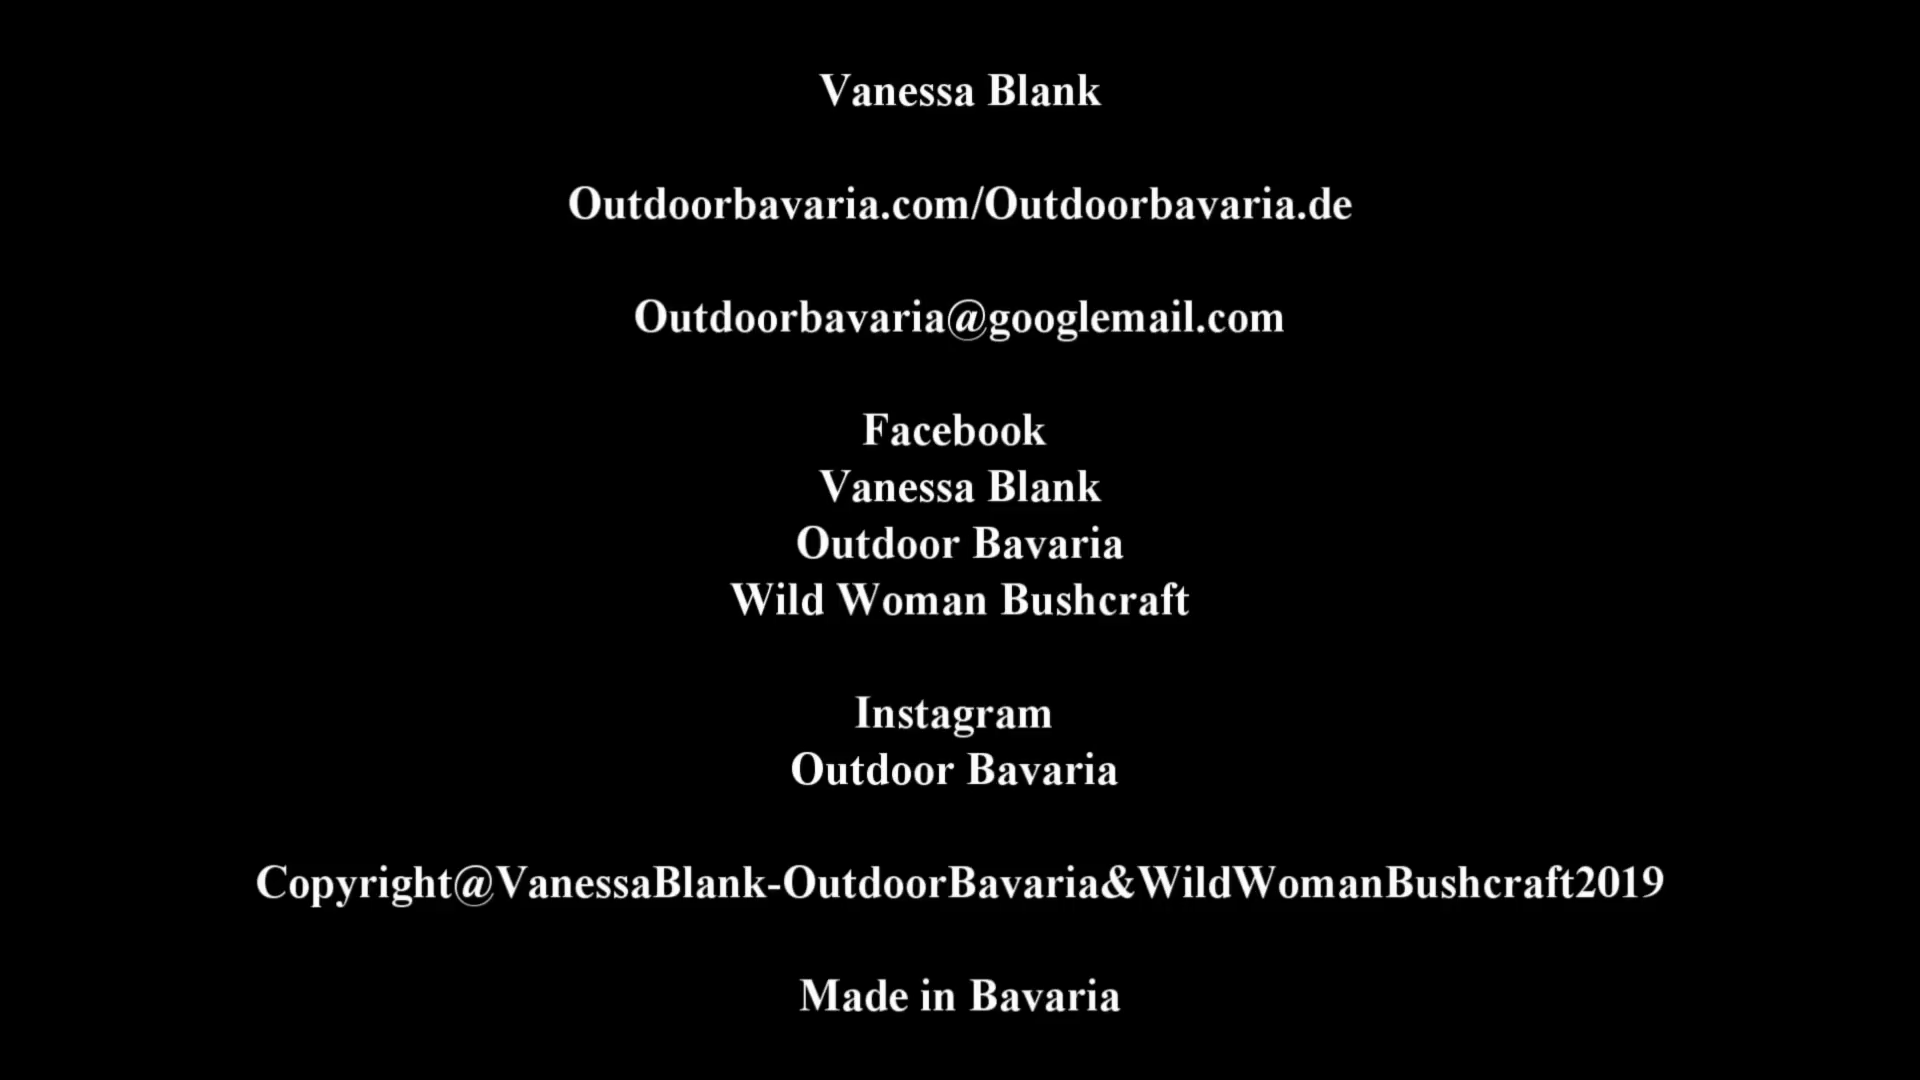 Vanessa Blank
Outdoorbavaria.com/Outdoorbavaria.de
Outdoorbavaria@googlemail.com
Facebook
Vanessa Blank
Outdoor Bavaria
Wild Woman Bushcraft
Instagram
Outdoor Bavaria
Copyright@VanessaBlank-OutdoorBavaria&WildWomanBushcraft2019
Made in Bavaria